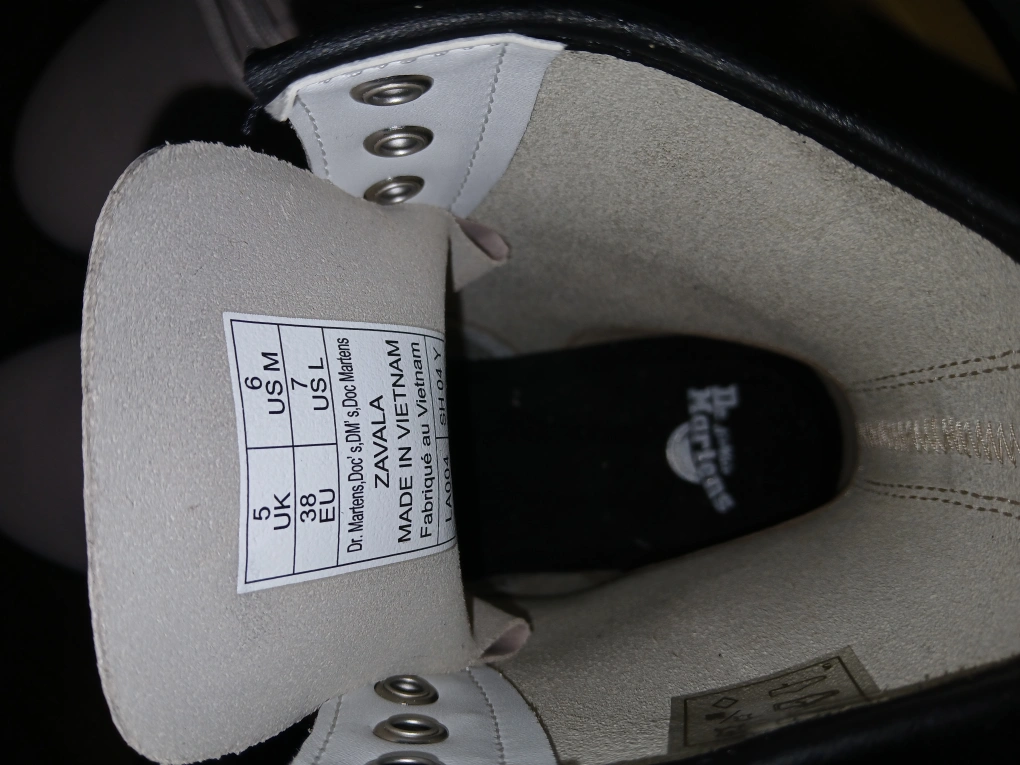 5 UK 6 US M
38 EU 7 US L
Dr. Martens,Doc' s,DM' s,Doc Martens
ZAVALA
MADE IN VIETNAM
Fabriqué au Vietnam
LA004 SH 04 Y
Dr. Martens